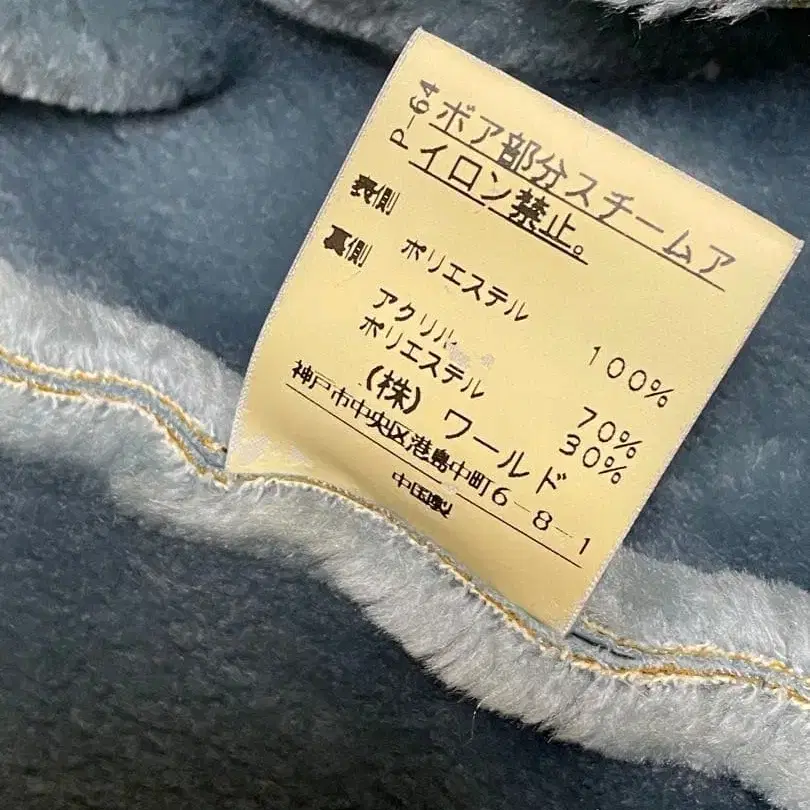 P-64
ボア部分スチームア
イロン禁止。
表側
ポリエステル 100%
裏側
アクリル 70%
ポリエステル 30%
(株)ワールド
神戸市中央区港島中町6-8-1
中国製